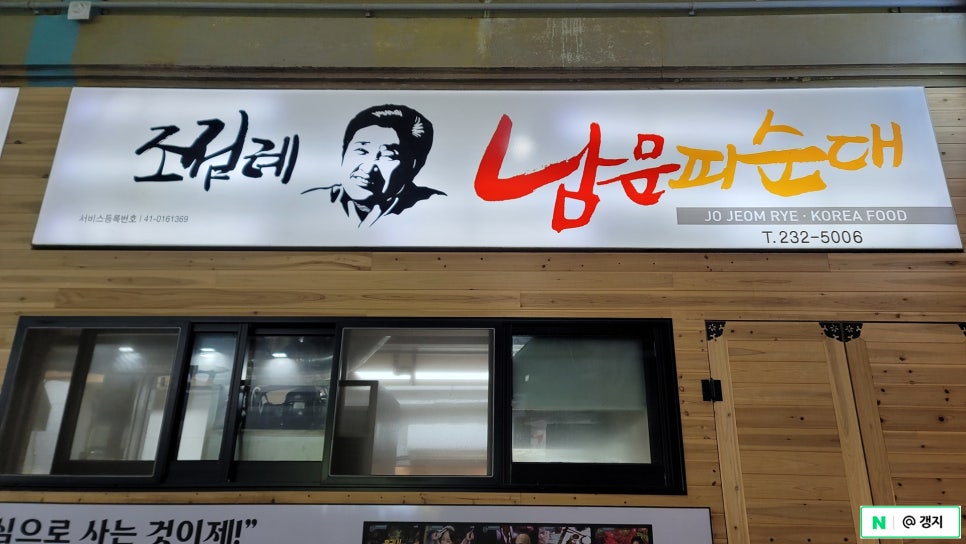 조점례
남문피순대
서비스등록번호 | 41-0161369
JO JEOM RYE · KOREA FOOD
T.232-5006
심으로 사는 것이제!”
N | @ 갱지